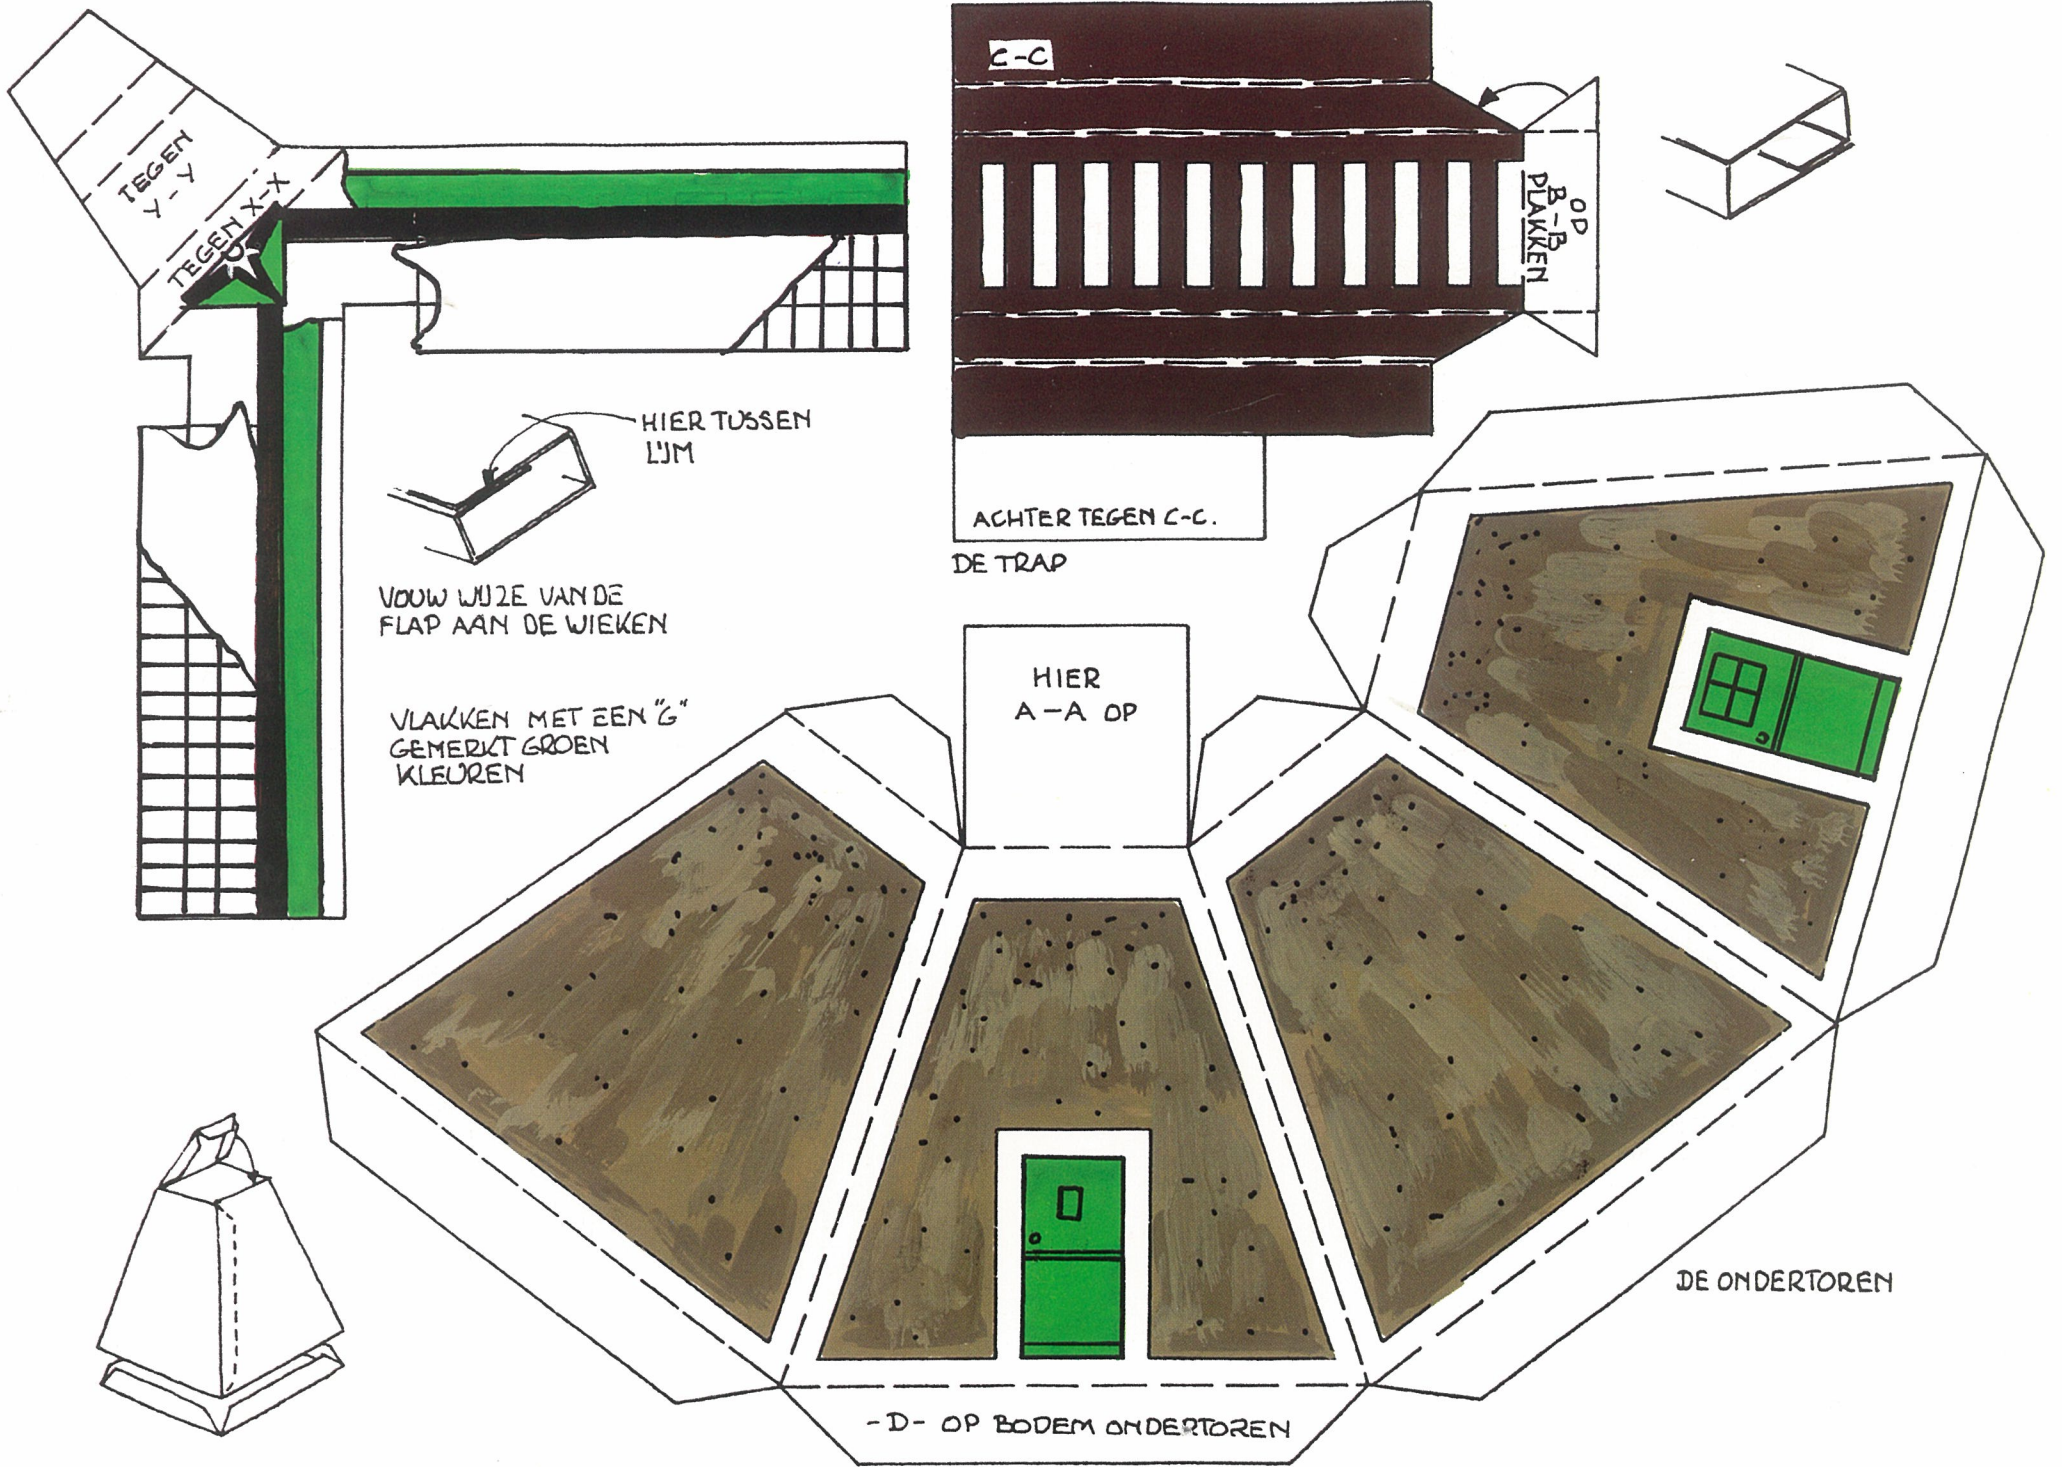 TEGEN
Y-Y
TEGEN X-X
C-C
OP
B-B
PLAKKEN
HIER TUSSEN
LIJM
ACHTER TEGEN C-C.
DE TRAP
VOUW WIJZE VAN DE
FLAP AAN DE WIEKEN
HIER
A-A OP
VLAKKEN MET EEN "G"
GEMERKT GROEN
KLEUREN
DE ONDERTOREN
-D- OP BODEM ONDERTOREN